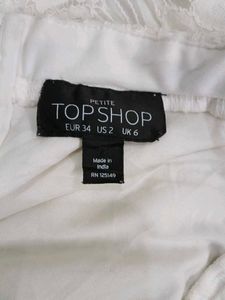 PETITE
TOPSHOP
EUR 34 US 2 UK 6
Made in
India
RN 125149